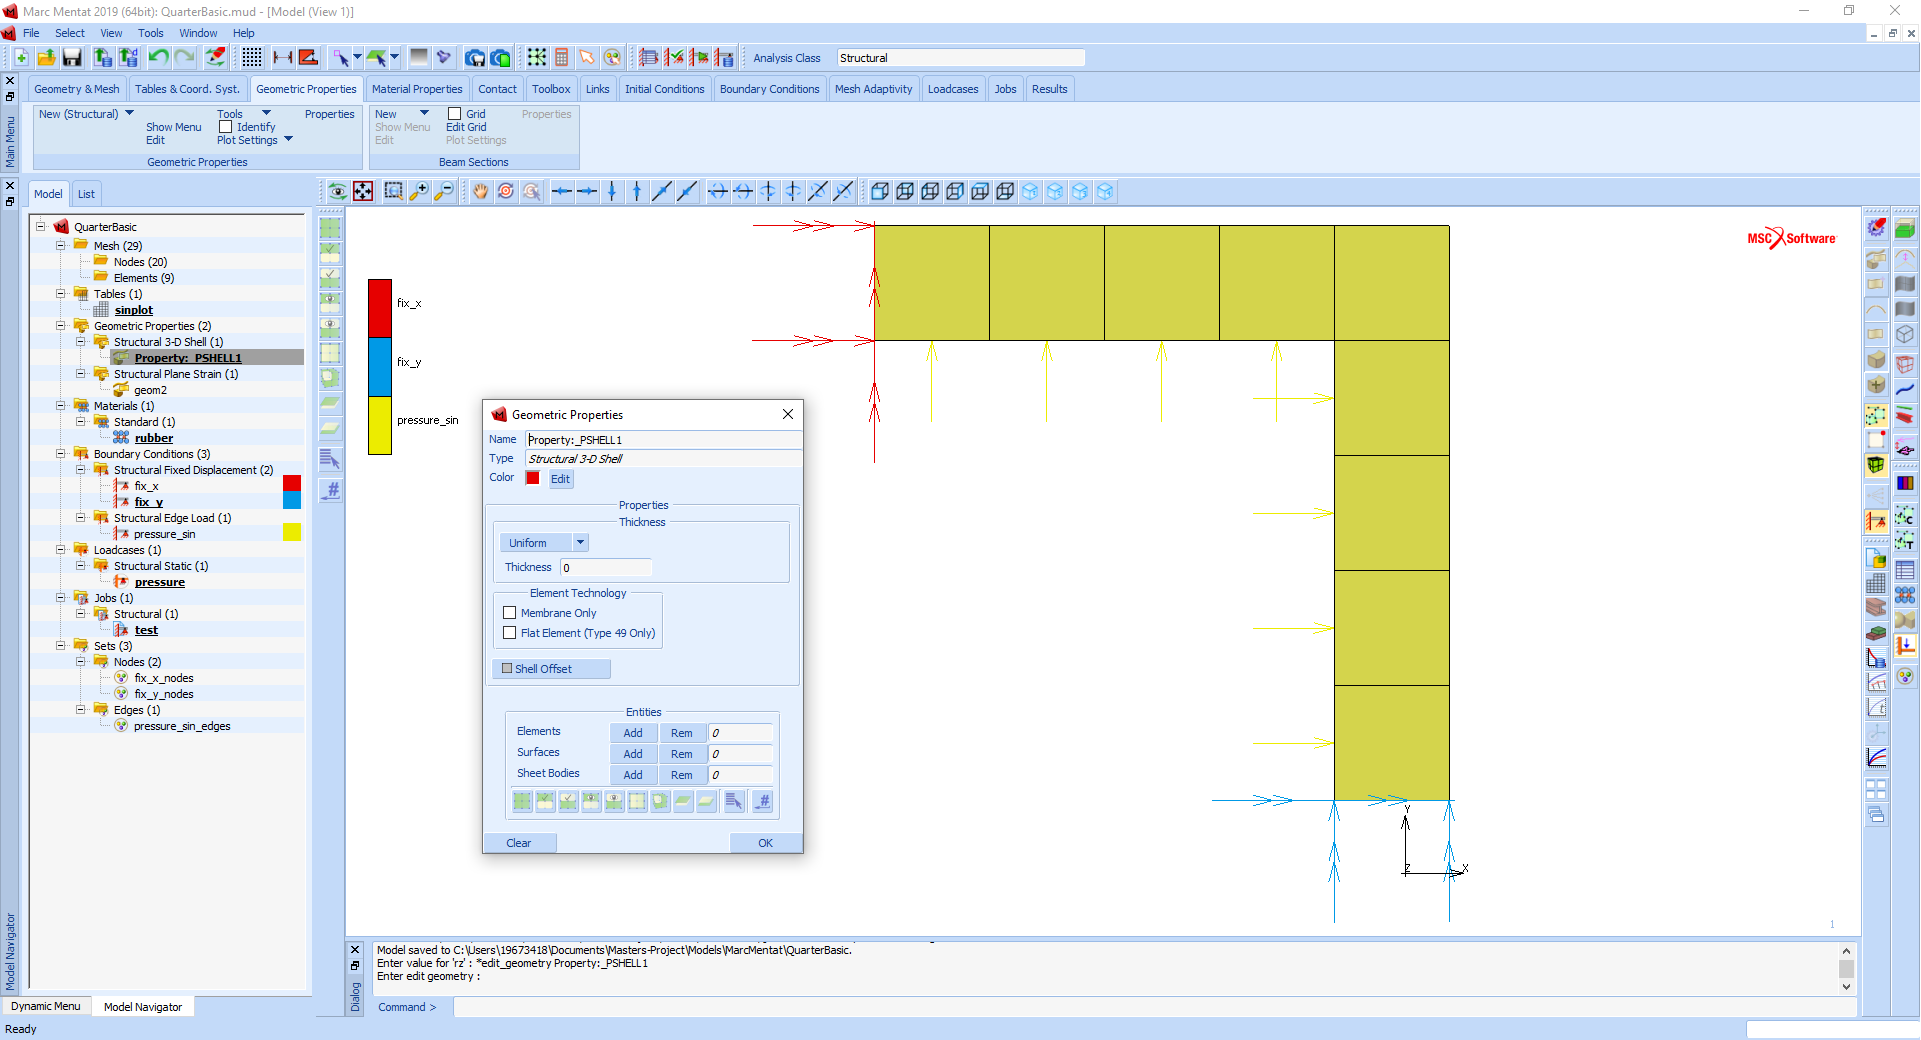 Marc Mentat 2019 (64bit): QuarterBasic.mud - [Model (View 1)]
File Select View Tools Window Help
Analysis Class Structural
Geometry & Mesh Tables & Coord. Syst. Geometric Properties Material Properties Contact Toolbox Links Initial Conditions Boundary Conditions Mesh Adaptivity Loadcases Jobs Results
Main Menu
New (Structural) Tools Properties
Show Menu Identify
Edit Plot Settings
Geometric Properties
New Grid Properties
Show Menu Edit Grid
Edit Plot Settings
Beam Sections
Model List
QuarterBasic
Mesh (29)
Nodes (20)
Elements (9)
Tables (1)
sinplot
Geometric Properties (2)
Structural 3-D Shell (1)
Property:_PSHELL1
Structural Plane Strain (1)
geom2
Materials (1)
Standard (1)
rubber
Boundary Conditions (3)
Structural Fixed Displacement (2)
fix_x
fix_y
Structural Edge Load (1)
pressure_sin
Loadcases (1)
Structural Static (1)
pressure
Jobs (1)
Structural (1)
test
Sets (3)
Nodes (2)
fix_x_nodes
fix_y_nodes
Edges (1)
pressure_sin_edges
Model Navigator
Dynamic Menu Model Navigator
Ready
fix_x
fix_y
pressure_sin
MSC Software
Geometric Properties
Name Property:_PSHELL1
Type Structural 3-D Shell
Color Edit
Properties
Thickness
Uniform
Thickness 0
Element Technology
Membrane Only
Flat Element (Type 49 Only)
Shell Offset
Entities
Elements Add Rem 0
Surfaces Add Rem 0
Sheet Bodies Add Rem 0
Clear OK
Y
Z X
1
Dialog
Model saved to C:\Users\19673418\Documents\Masters-Project\Models\MarcMentat\QuarterBasic.
Enter value for 'rz' : *edit_geometry Property:_PSHELL1
Enter edit geometry :
Command >